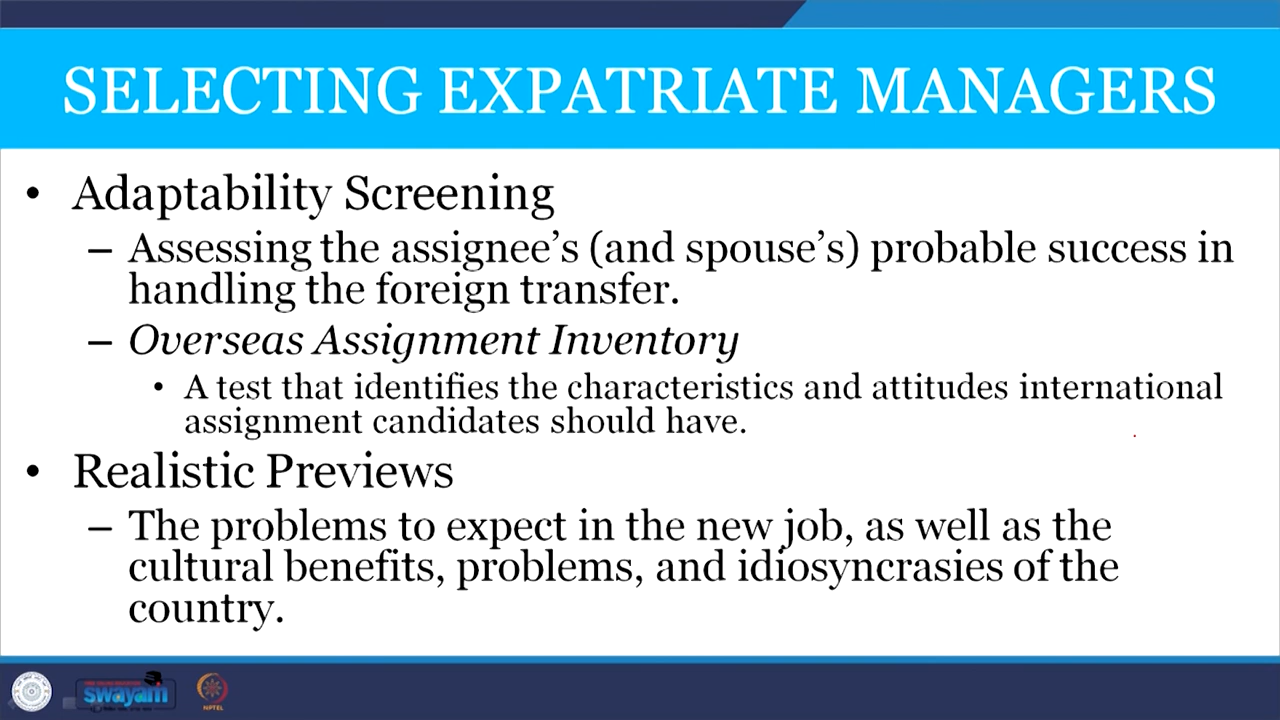 SELECTING EXPATRIATE MANAGERS
• Adaptability Screening
– Assessing the assignee’s (and spouse’s) probable success in
handling the foreign transfer.
– Overseas Assignment Inventory
• A test that identifies the characteristics and attitudes international
assignment candidates should have.
• Realistic Previews
– The problems to expect in the new job, as well as the
cultural benefits, problems, and idiosyncrasies of the
country.
swayam
NPTEL